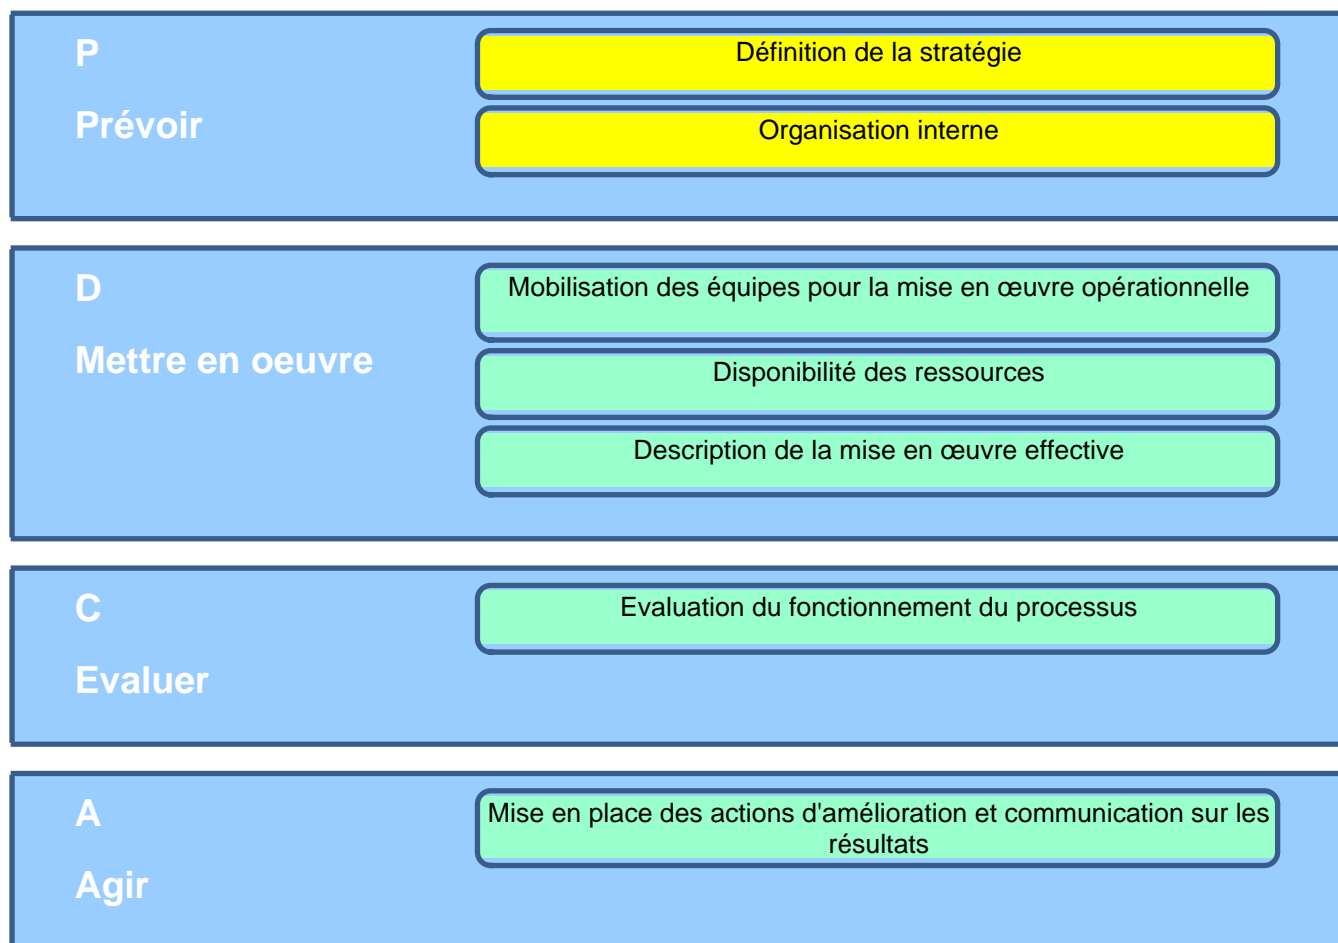 P
Prévoir
Définition de la stratégie
Organisation interne
D
Mettre en oeuvre
Mobilisation des équipes pour la mise en œuvre opérationnelle
Disponibilité des ressources
Description de la mise en œuvre effective
C
Evaluer
Evaluation du fonctionnement du processus
A
Agir
Mise en place des actions d'amélioration et communication sur les
résultats